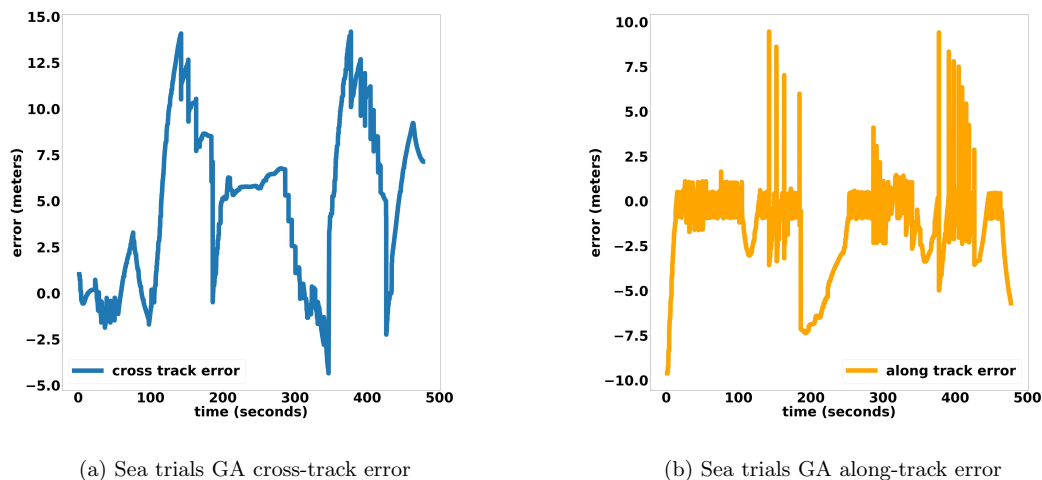 15.0
12.5
10.0
7.5
5.0
2.5
0.0
−2.5
−5.0
error (meters)
0 100 200 300 400 500
time (seconds)
cross track error
(a) Sea trials GA cross-track error
10.0
7.5
5.0
2.5
0.0
−2.5
−5.0
−7.5
−10.0
error (meters)
0 100 200 300 400 500
time (seconds)
along track error
(b) Sea trials GA along-track error